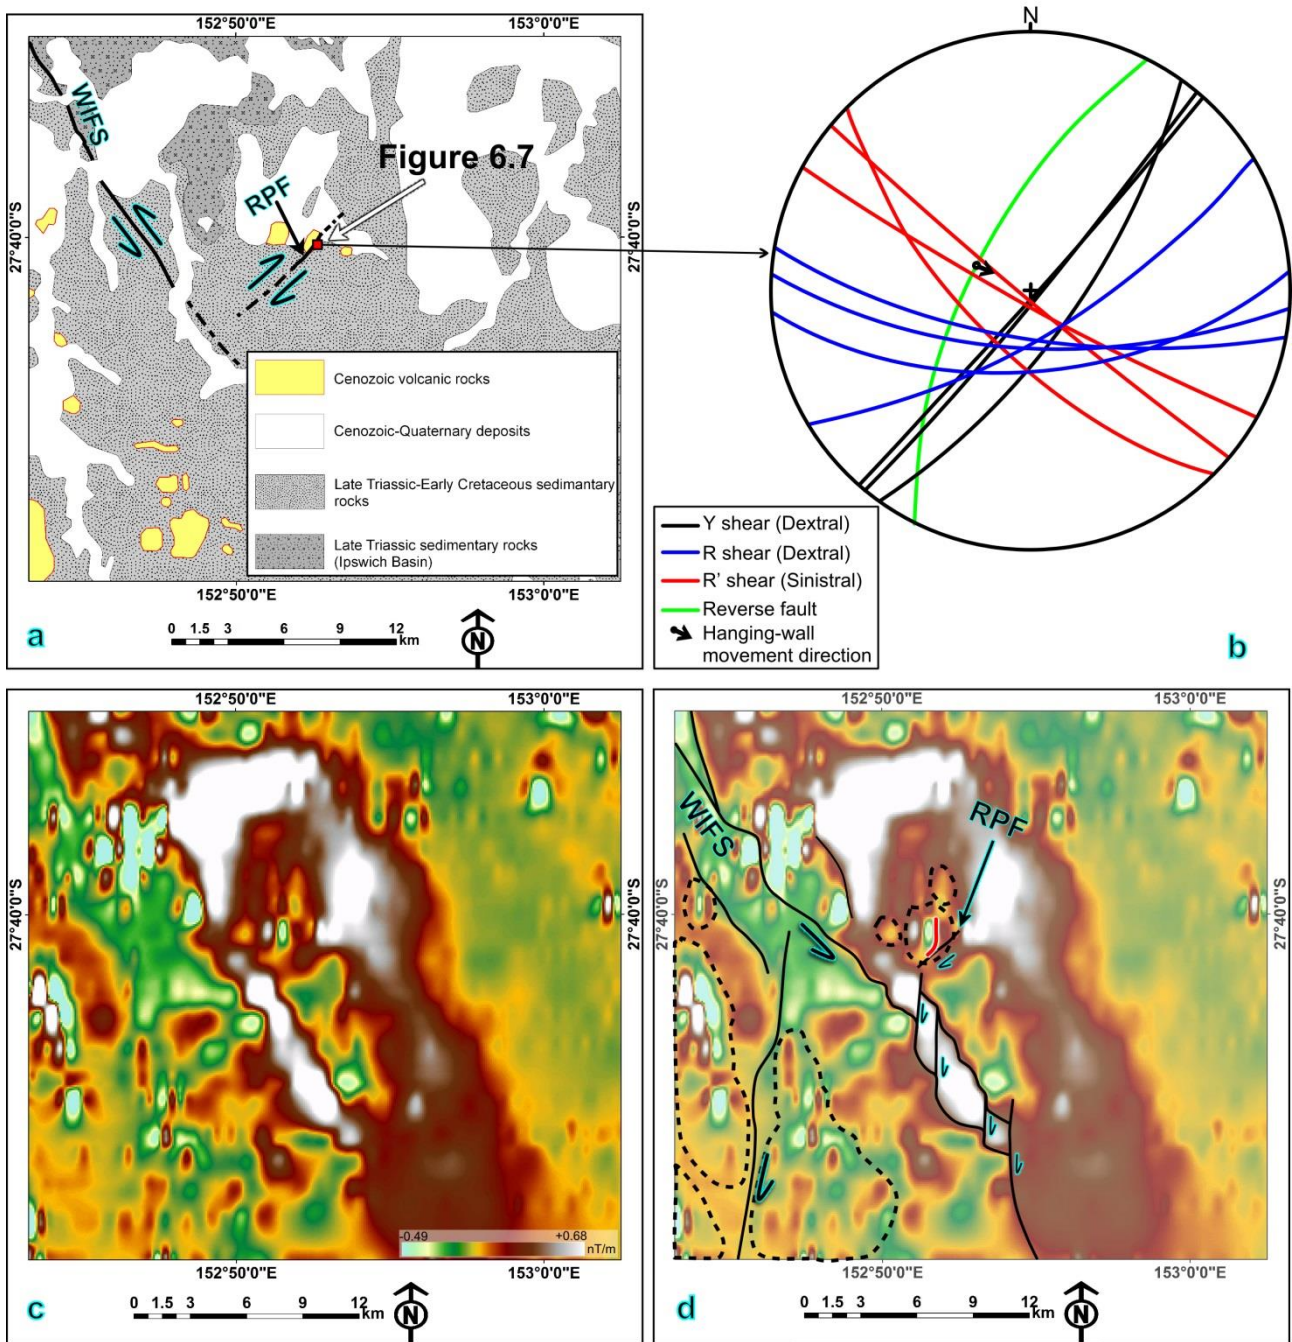 152°50'0"E 153°0'0"E
N
WIFS
Figure 6.7
RPF
27°40'0"S
27°40'0"S
Cenozoic volcanic rocks
Cenozoic-Quaternary deposits
Late Triassic-Early Cretaceous sedimantary
rocks
Late Triassic sedimentary rocks
(Ipswich Basin)
152°50'0"E 153°0'0"E
a
0 1.5 3 6 9 12
km
N
Y shear (Dextral)
R shear (Dextral)
R' shear (Sinistral)
Reverse fault
Hanging-wall
movement direction
b
152°50'0"E 153°0'0"E
27°40'0"S
27°40'0"S
-0.49 +0.68
nT/m
152°50'0"E 153°0'0"E
c
0 1.5 3 6 9 12
km
N
152°50'0"E 153°0'0"E
WIFS
RPF
27°40'0"S
27°40'0"S
152°50'0"E 153°0'0"E
d
0 1.5 3 6 9 12
km
N